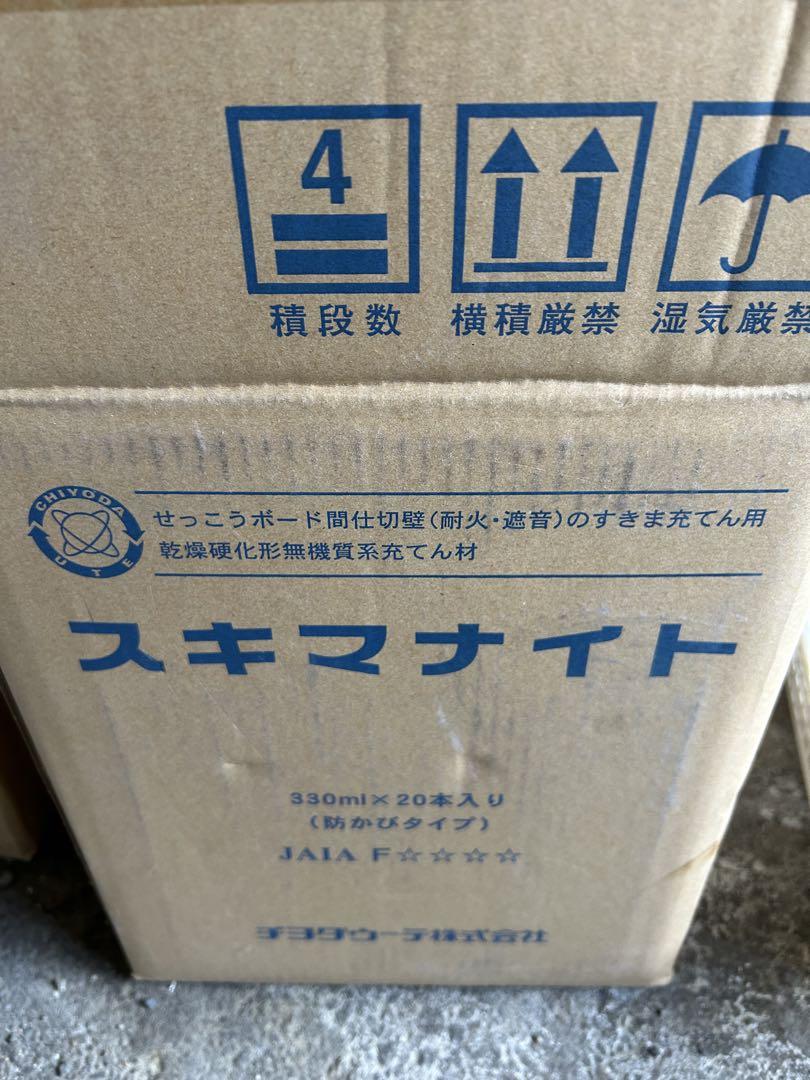 4
積段数 横積厳禁 湿気厳禁
CHIYODA UTE
せっこうボード間仕切壁（耐火・遮音）のすきま充てん用
乾燥硬化形無機質系充てん材
スキマナイト
330ml×20本入り
（防かびタイプ）
JAIA F☆☆☆☆
チヨダウーテ株式会社